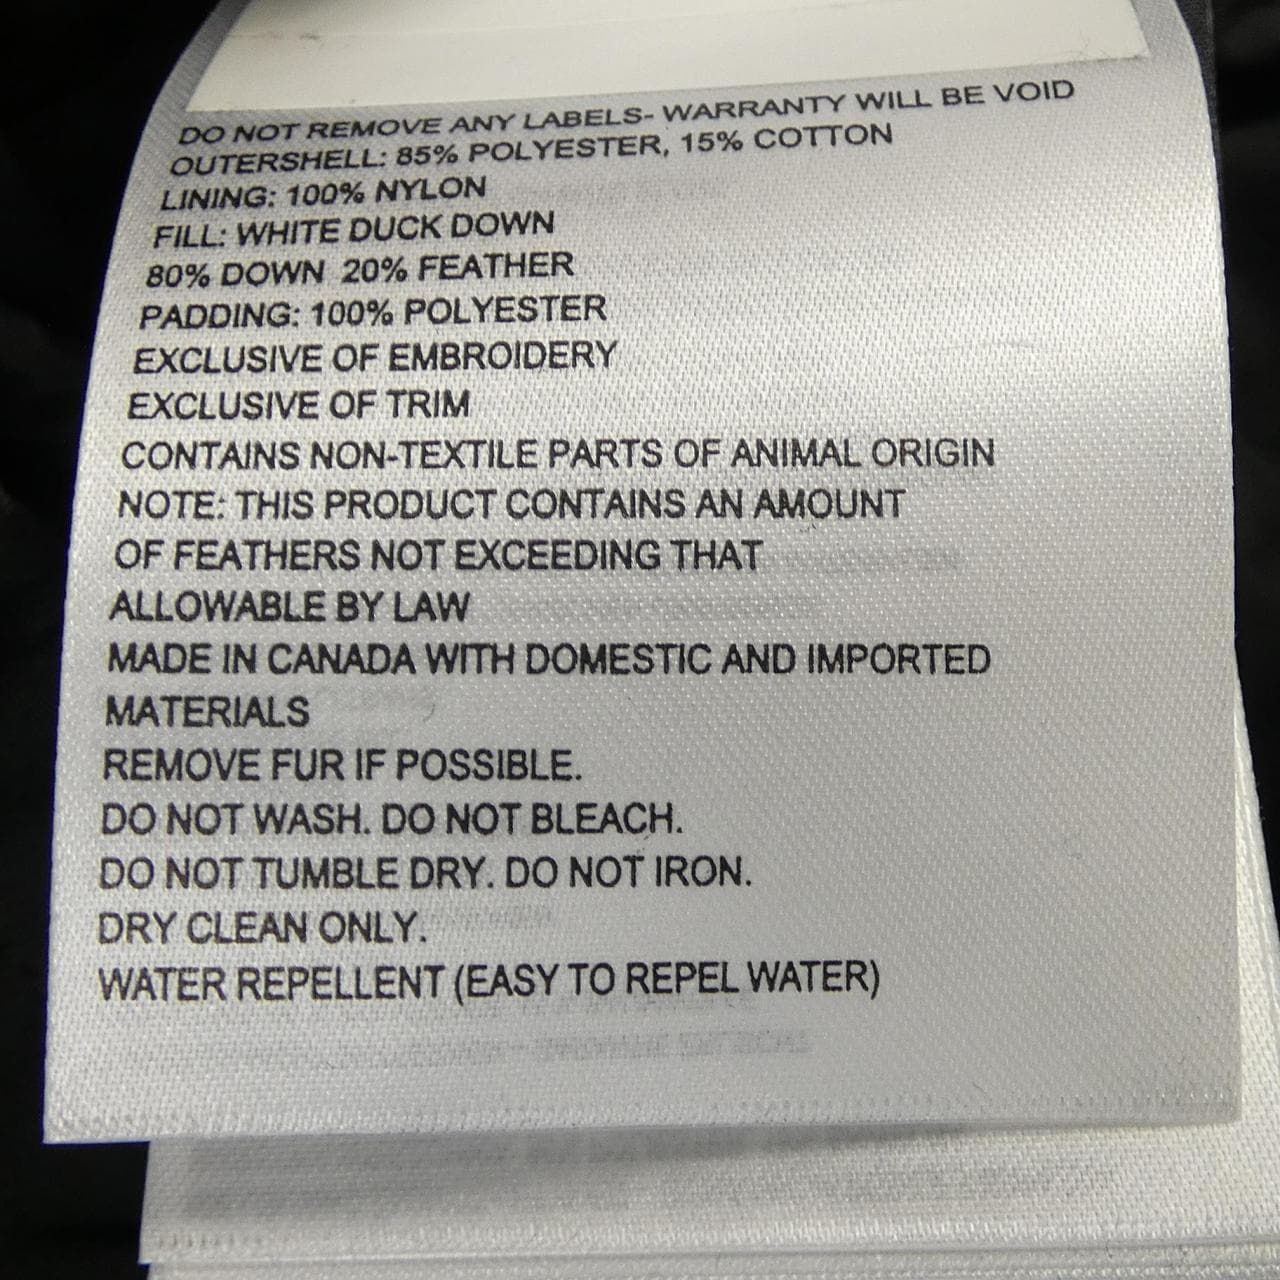 DO NOT REMOVE ANY LABELS- WARRANTY WILL BE VOID
OUTERSHELL: 85% POLYESTER, 15% COTTON
LINING: 100% NYLON
FILL: WHITE DUCK DOWN
80% DOWN 20% FEATHER
PADDING: 100% POLYESTER
EXCLUSIVE OF EMBROIDERY
EXCLUSIVE OF TRIM
CONTAINS NON-TEXTILE PARTS OF ANIMAL ORIGIN
NOTE: THIS PRODUCT CONTAINS AN AMOUNT
OF FEATHERS NOT EXCEEDING THAT
ALLOWABLE BY LAW
MADE IN CANADA WITH DOMESTIC AND IMPORTED
MATERIALS
REMOVE FUR IF POSSIBLE.
DO NOT WASH. DO NOT BLEACH.
DO NOT TUMBLE DRY. DO NOT IRON.
DRY CLEAN ONLY.
WATER REPELLENT (EASY TO REPEL WATER)